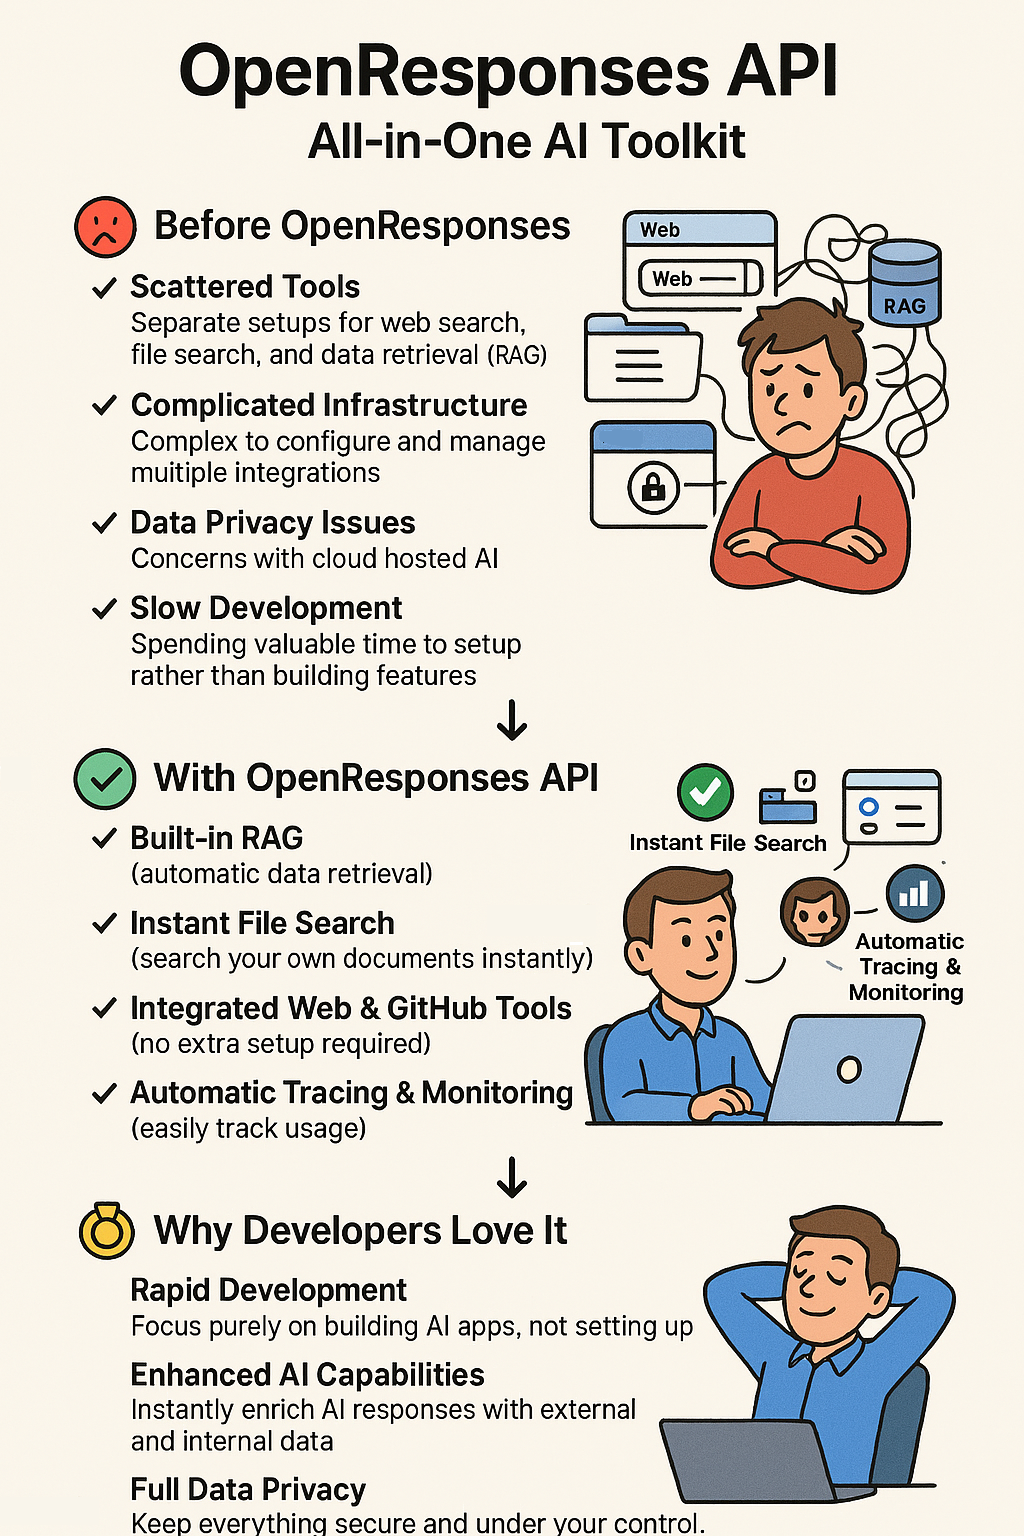 OpenResponses API
All-in-One AI Toolkit
Before OpenResponses
Scattered Tools
Separate setups for web search,
file search, and data retrieval (RAG)
Complicated Infrastructure
Complex to configure and manage
muitiple integrations
Data Privacy Issues
Concerns with cloud hosted AI
Slow Development
Spending valuable time to setup
rather than building features
Web
Web
RAG
With OpenResponses API
Built-in RAG
(automatic data retrieval)
Instant File Search
(search your own documents instantly)
Integrated Web & GitHub Tools
(no extra setup required)
Automatic Tracing & Monitoring
(easily track usage)
Instant File Search
Automatic
Tracing &
Monitoring
Why Developers Love It
Rapid Development
Focus purely on building AI apps, not setting up
Enhanced AI Capabilities
Instantly enrich AI responses with external
and internal data
Full Data Privacy
Keep everything secure and under your control.